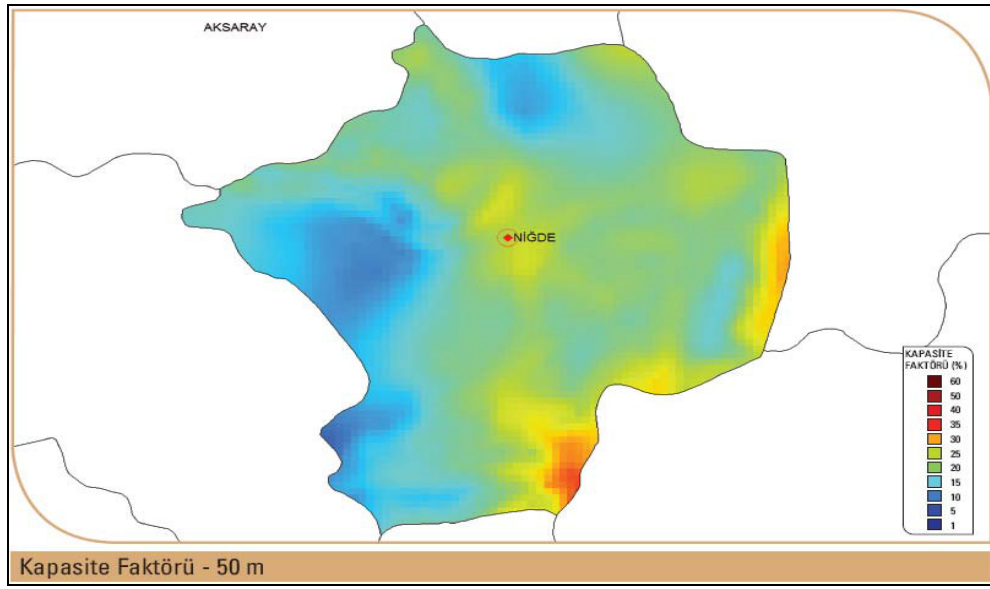 AKSARAY
NİĞDE
KAPASİTE
FAKTÖRÜ (%)
60
50
40
35
30
25
20
15
10
5
1
Kapasite Faktörü - 50 m